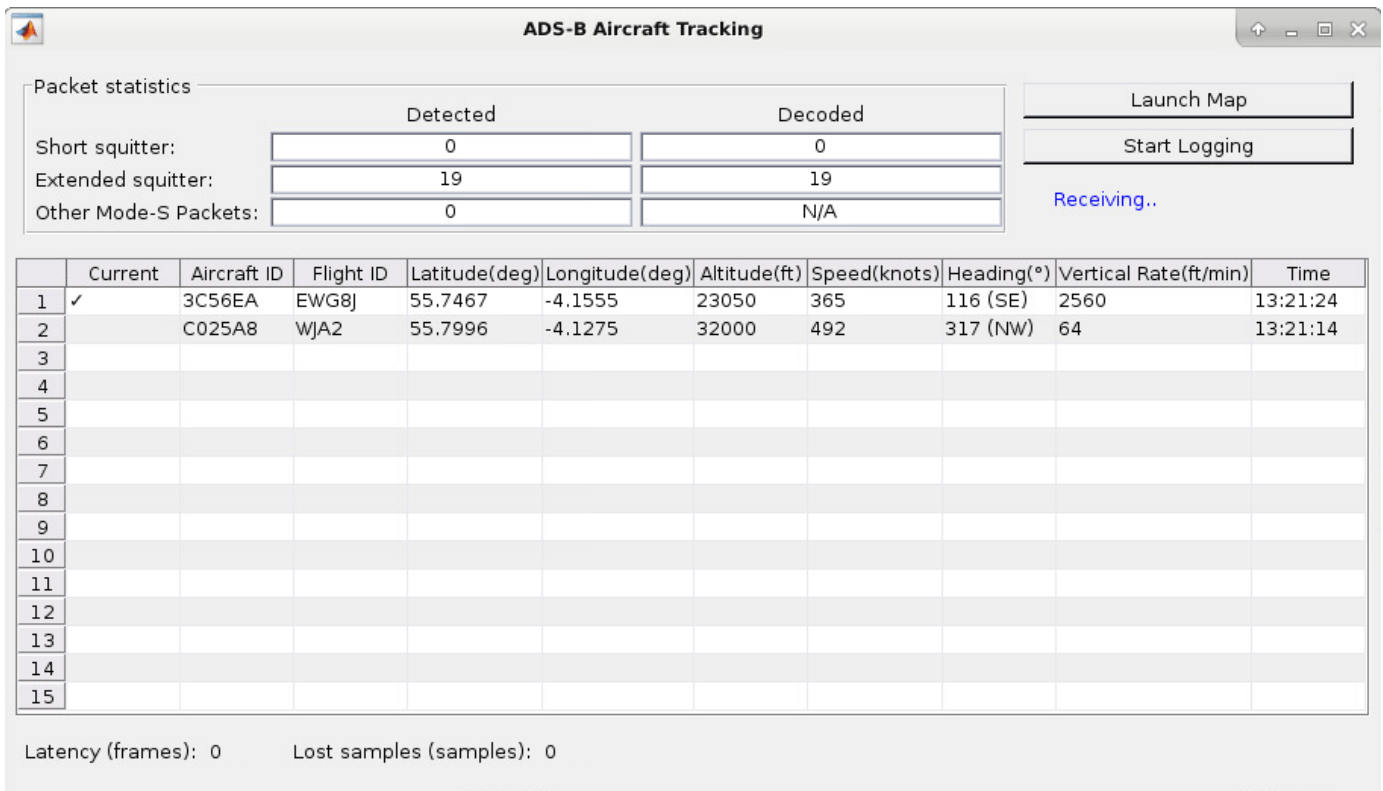 ADS-B Aircraft Tracking
Packet statistics
Detected Decoded
Launch Map
Short squitter: 0 0
Start Logging
Extended squitter: 19 19
Receiving..
Other Mode-S Packets: 0 N/A
Current Aircraft ID Flight ID Latitude(deg) Longitude(deg) Altitude(ft) Speed(knots) Heading(°) Vertical Rate(ft/min) Time
1 ✓ 3C56EA EWG8J 55.7467 -4.1555 23050 365 116 (SE) 2560 13:21:24
2 C025A8 WJA2 55.7996 -4.1275 32000 492 317 (NW) 64 13:21:14
3
4
5
6
7
8
9
10
11
12
13
14
15
Latency (frames): 0 Lost samples (samples): 0